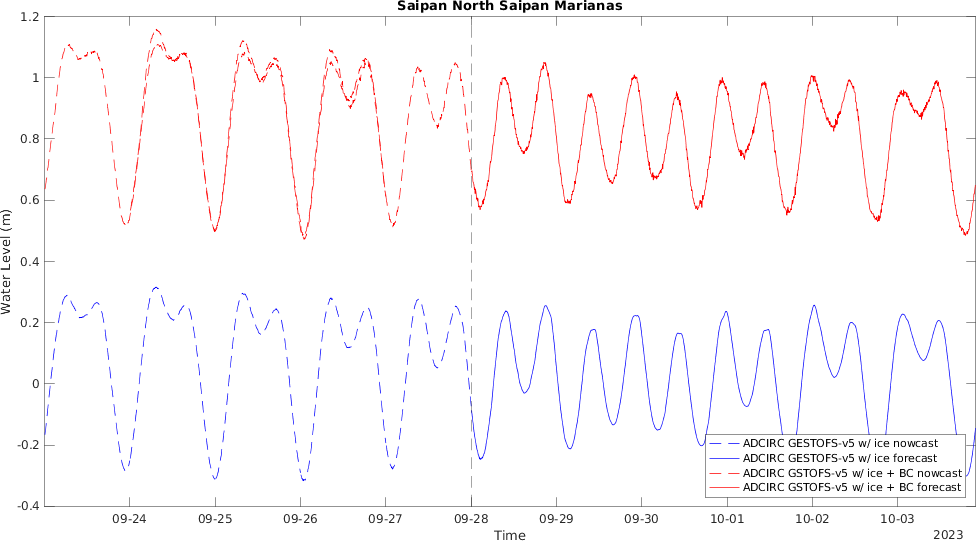 Saipan North Saipan Marianas
Water Level (m)
1.2
1
0.8
0.6
0.4
0.2
0
-0.2
-0.4
ADCIRC GESTOFS-v5 w/ ice nowcast
ADCIRC GESTOFS-v5 w/ ice forecast
ADCIRC GSTOFS-v5 w/ ice + BC nowcast
ADCIRC GSTOFS-v5 w/ ice + BC forecast
09-24 09-25 09-26 09-27 09-28 09-29 09-30 10-01 10-02 10-03
Time
2023